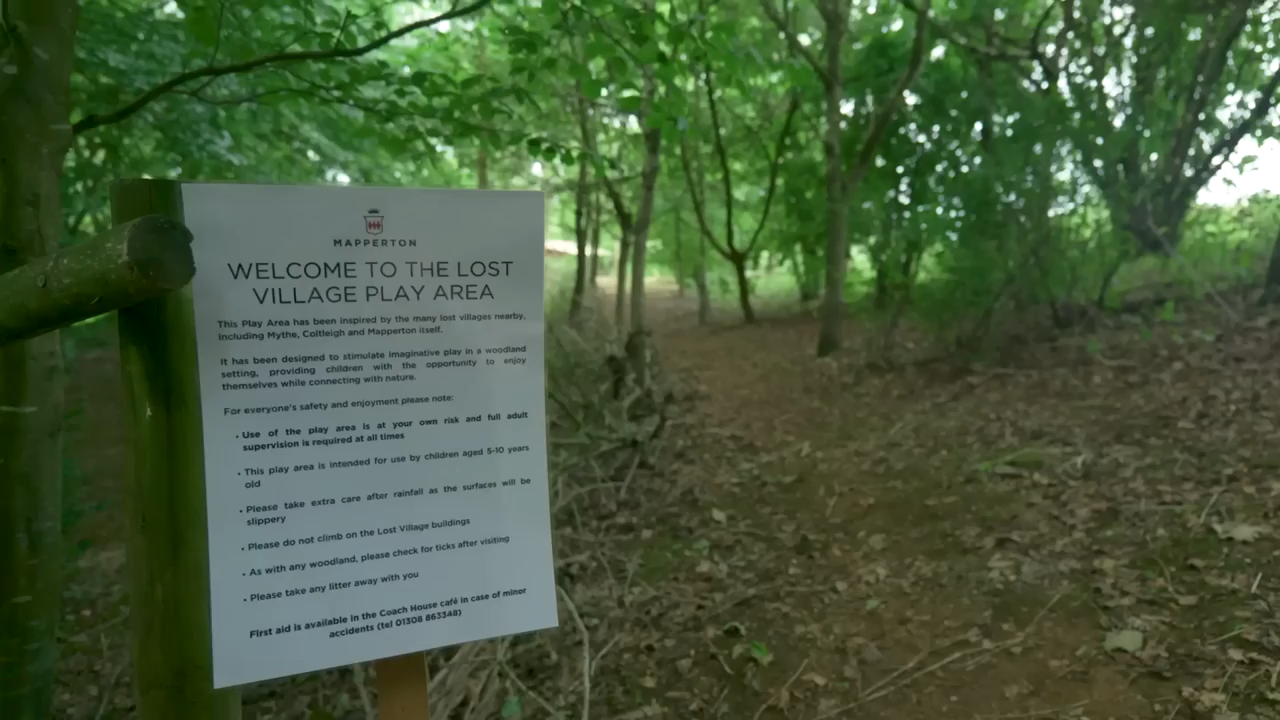 MAPPERTON
WELCOME TO THE LOST
VILLAGE PLAY AREA
This Play Area has been inspired by the many lost villages nearby,
including Mythe, Coltleigh and Mapperton itself.
It has been designed to stimulate imaginative play in a woodland
setting, providing children with the opportunity to enjoy
themselves while connecting with nature.
For everyone's safety and enjoyment please note:
• Use of the play area is at your own risk and full adult
supervision is required at all times
• This play area is intended for use by children aged 5-10 years
old
• Please take extra care after rainfall as the surfaces will be
slippery
• Please do not climb on the Lost Village buildings
• As with any woodland, please check for ticks after visiting
• Please take any litter away with you
First aid is available in the Coach House café in case of minor
accidents (tel 01308 863348)